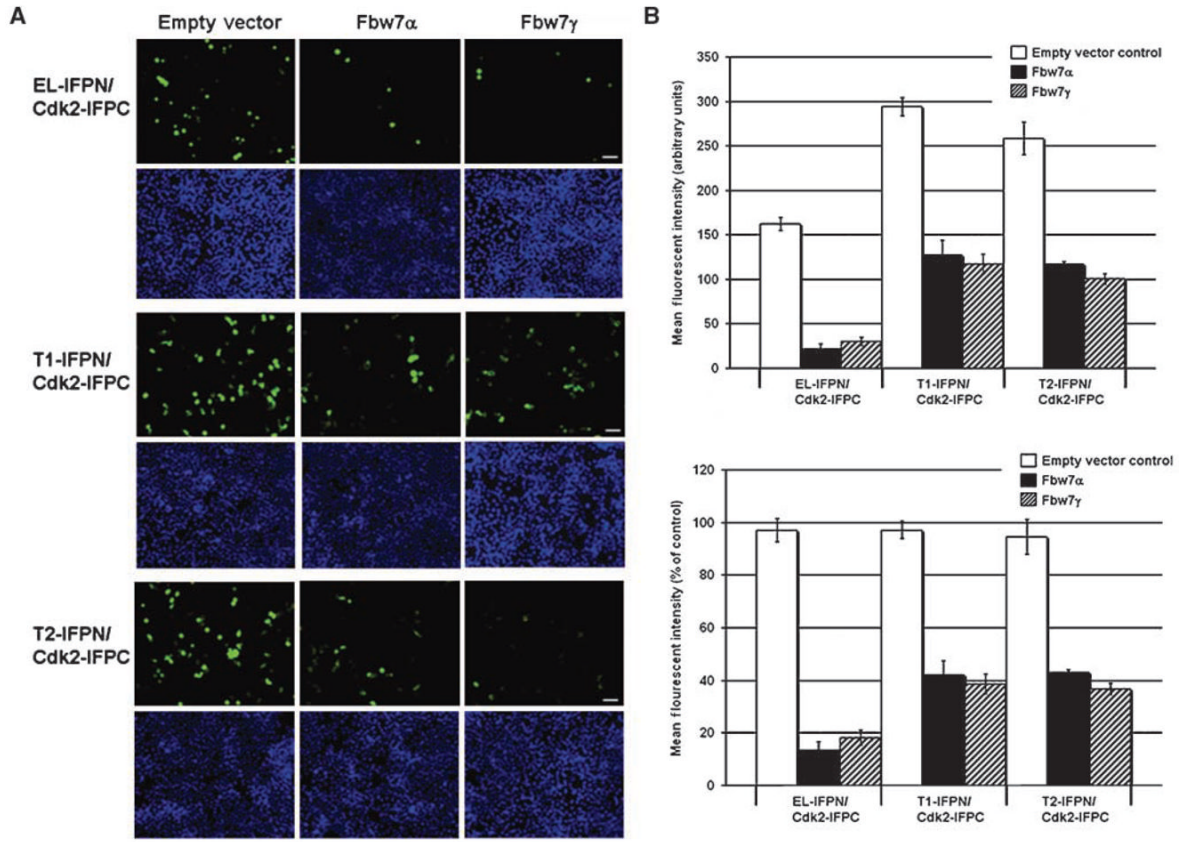 A
Empty vector
Fbw7α
Fbw7γ
EL-IFPN/
Cdk2-IFPC
T1-IFPN/
Cdk2-IFPC
T2-IFPN/
Cdk2-IFPC
B
Mean fluorescent intensity (arbitrary units)
350
300
250
200
150
100
50
0
Empty vector control
Fbw7α
Fbw7γ
EL-IFPN/
Cdk2-IFPC
T1-IFPN/
Cdk2-IFPC
T2-IFPN/
Cdk2-IFPC
Mean flourescent intensity (% of control)
120
100
80
60
40
20
0
Empty vector control
Fbw7α
Fbw7γ
EL-IFPN/
Cdk2-IFPC
T1-IFPN/
Cdk2-IFPC
T2-IFPN/
Cdk2-IFPC